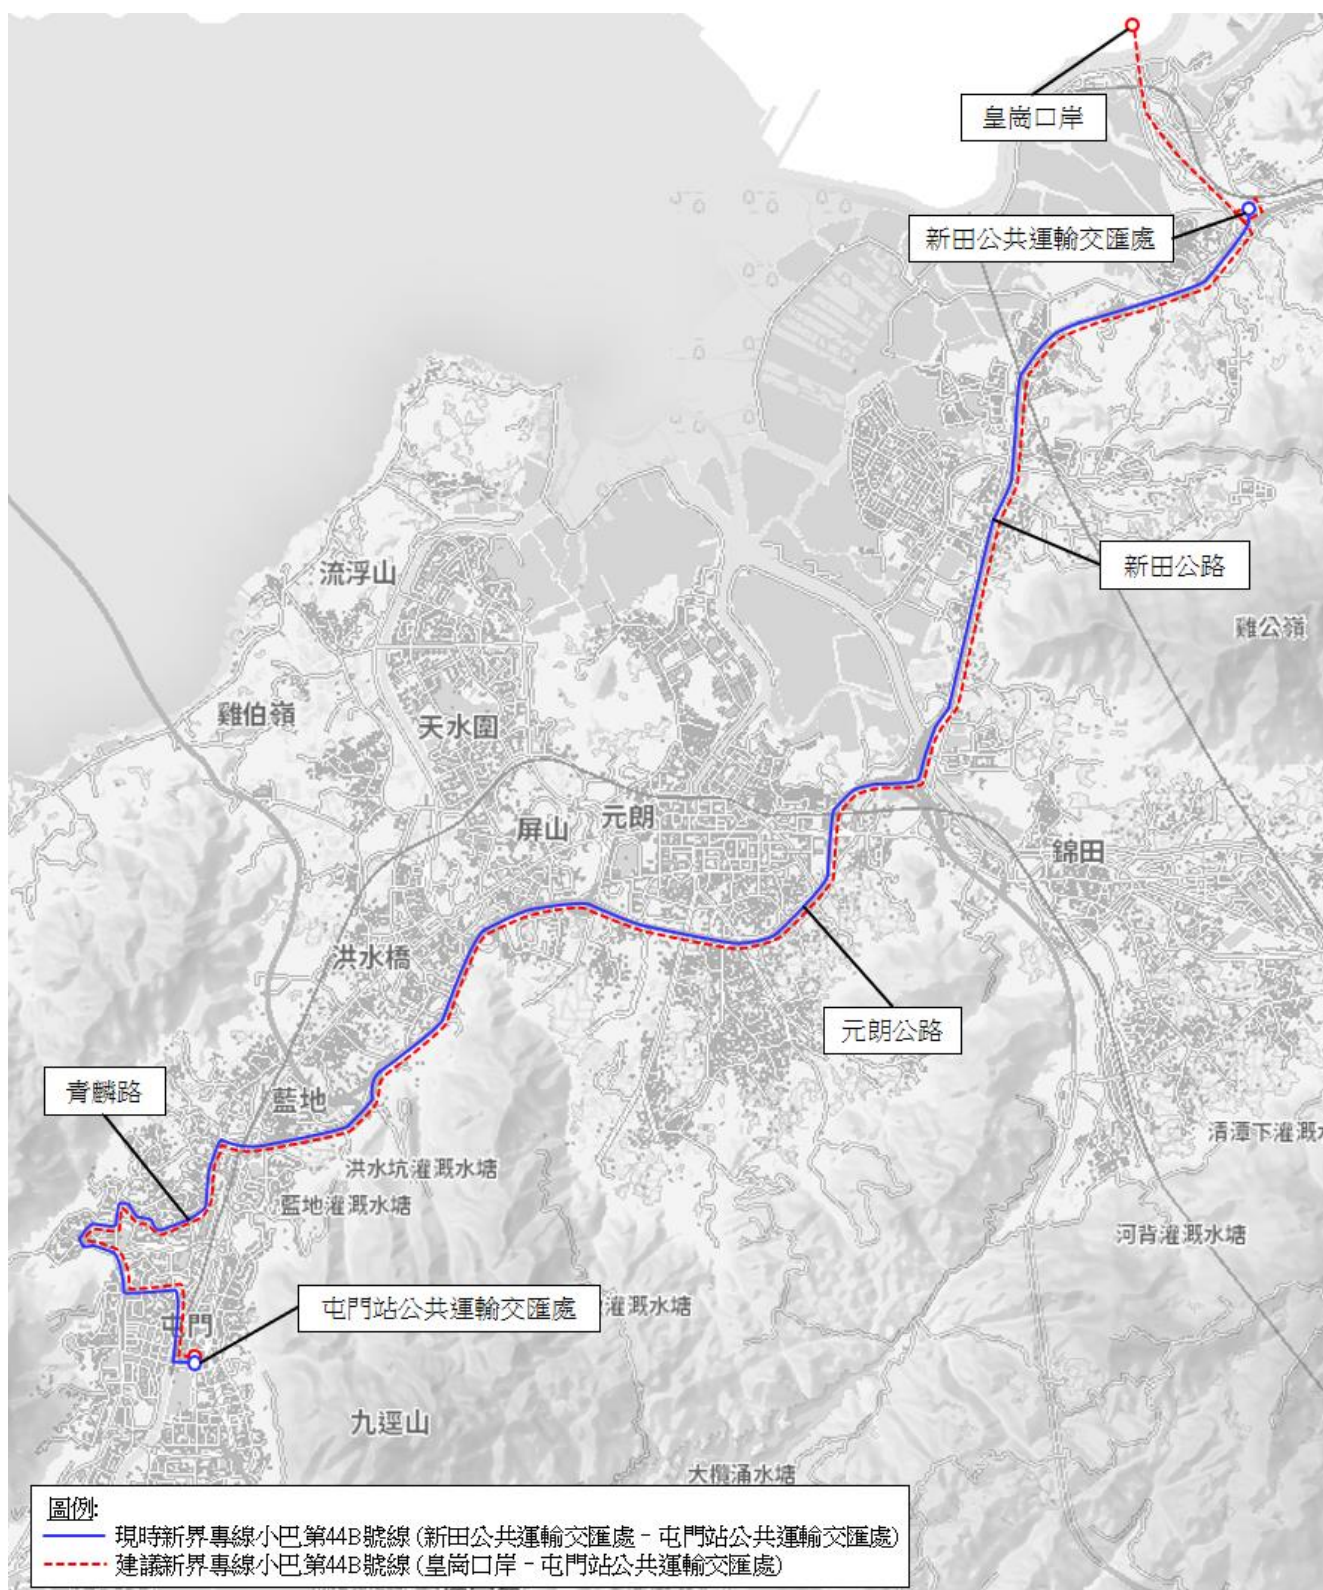 皇崗口岸
新田公共運輸交匯處
流浮山
新田公路
雞公嶺
雞伯嶺
天水圍
元朗
屏山
錦田
洪水橋
元朗公路
青麟路
藍地
清潭下灌溉水
洪水坑灌溉水塘
藍地灌溉水塘
河背灌溉水塘
屯門站公共運輸交匯處
灌溉水塘
屯門
九逕山
大欖涌水塘
圖例:
現時新界專線小巴第44B號線 (新田公共運輸交匯處 - 屯門站公共運輸交匯處)
建議新界專線小巴第44B號線 (皇崗口岸 - 屯門站公共運輸交匯處)